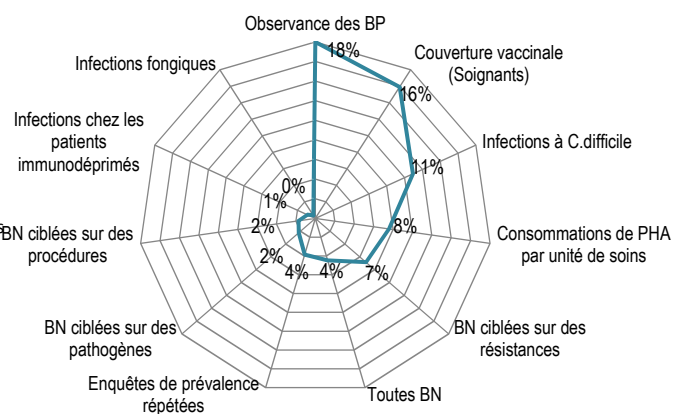 Observance des BP
18%
Couverture vaccinale
(Soignants)
16%
Infections à C.difficile
11%
Consommations de PHA
par unité de soins
8%
BN ciblées sur des
résistances
7%
Toutes BN
4%
Enquêtes de prévalence
répétées
4%
BN ciblées sur des
pathogènes
2%
BN ciblées sur des
procédures
2%
Infections chez les
patients
immunodéprimés
1%
Infections fongiques
0%